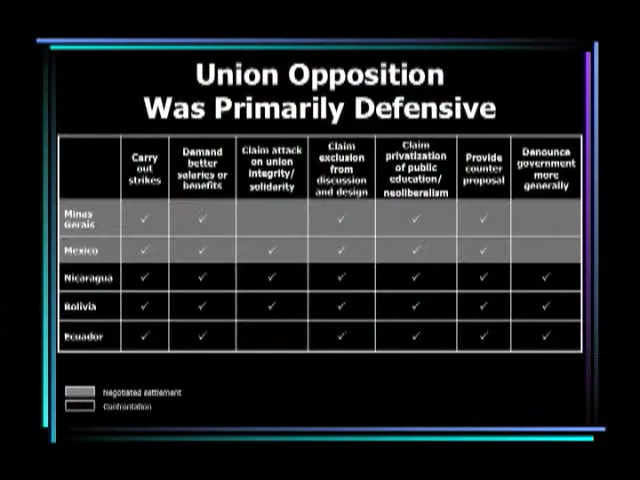 Union Opposition
Was Primarily Defensive
Carry
out
strikes
Demand
better
salaries or
benefits
Claim attack
on union
integrity/
solidarity
Claim
exclusion
from
discussion
and design
Claim
privatization
of public
education/
neoliberalism
Provide
counter
proposal
Denounce
government
more
generally
Minas
Gerais ✓ ✓ ✓ ✓ ✓
Mexico ✓ ✓ ✓ ✓ ✓ ✓
Nicaragua ✓ ✓ ✓ ✓ ✓ ✓ ✓
Bolivia ✓ ✓ ✓ ✓ ✓ ✓ ✓
Ecuador ✓ ✓ ✓ ✓ ✓ ✓
Negotiated settlement
Confrontation